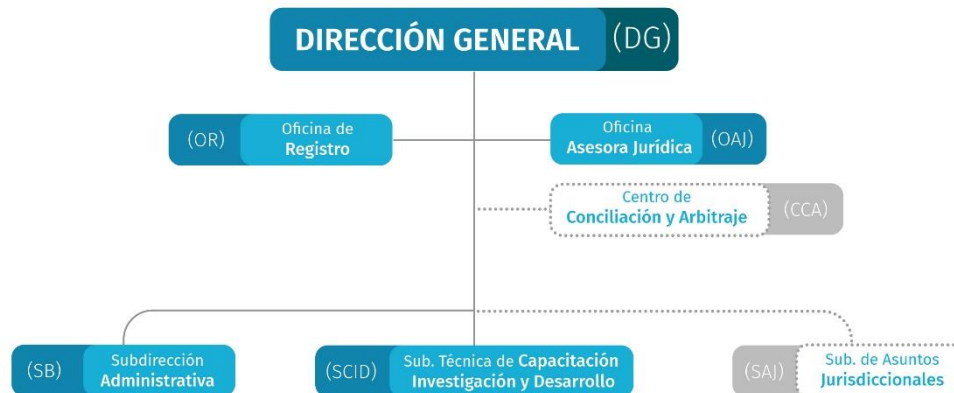 DIRECCIÓN GENERAL (DG)
(OR) Oficina de
Registro
Oficina
Asesora Jurídica (OAJ)
Centro de
Conciliación y Arbitraje (CCA)
(SB) Subdirección
Administrativa
(SCID) Sub. Técnica de Capacitación
Investigación y Desarrollo
(SAJ) Sub. de Asuntos
Jurisdiccionales